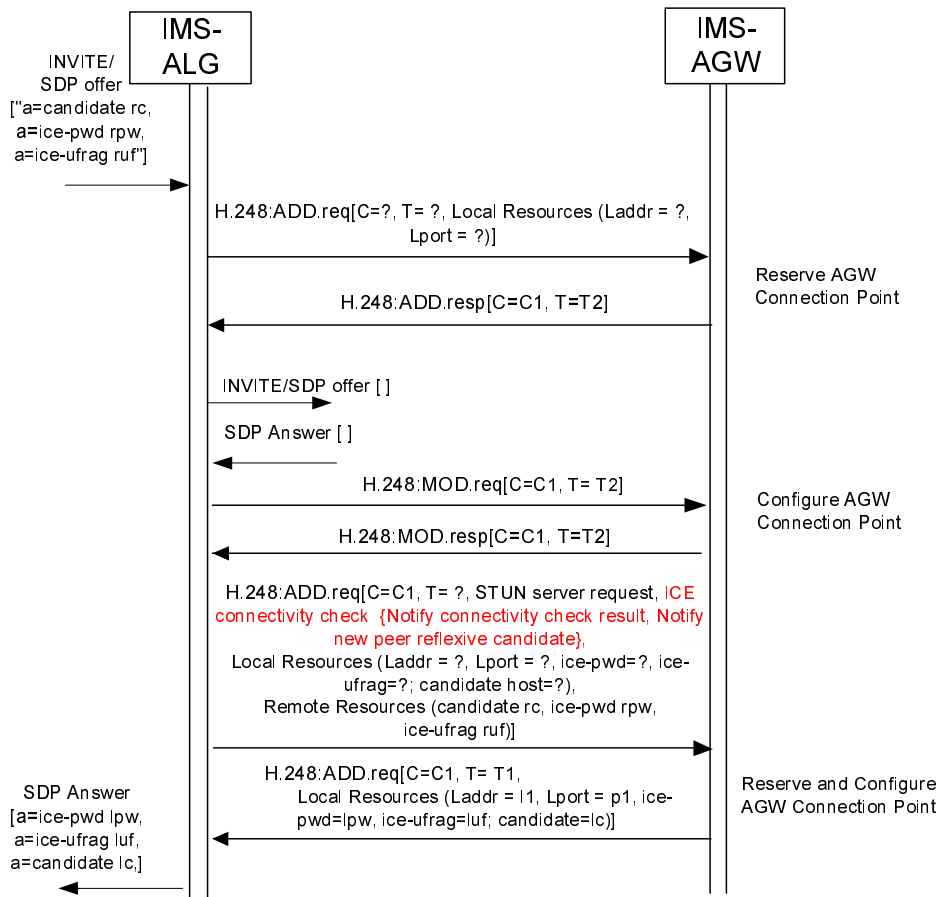 IMS-
ALG
IMS-
AGW
INVITE/
SDP offer
["a=candidate rc,
a=ice-pwd rpw,
a=ice-ufrag ruf"]
H.248:ADD.req[C=?, T= ?, Local Resources (Laddr = ?,
Lport = ?)]
Reserve AGW
Connection Point
H.248:ADD.resp[C=C1, T=T2]
INVITE/SDP offer [ ]
SDP Answer [ ]
H.248:MOD.req[C=C1, T= T2]
Configure AGW
Connection Point
H.248:MOD.resp[C=C1, T=T2]
H.248:ADD.req[C=C1, T= ?, STUN server request, ICE
connectivity check {Notify connectivity check result, Notify
new peer reflexive candidate},
Local Resources (Laddr = ?, Lport = ?, ice-pwd=?, ice-
ufrag=?; candidate host=?),
Remote Resources (candidate rc, ice-pwd rpw,
ice-ufrag ruf)]
H.248:ADD.req[C=C1, T= T1,
Local Resources (Laddr = l1, Lport = p1, ice-
pwd=lpw, ice-ufrag=luf; candidate=lc)]
Reserve and Configure
AGW Connection Point
SDP Answer
[a=ice-pwd lpw,
a=ice-ufrag luf,
a=candidate lc,]